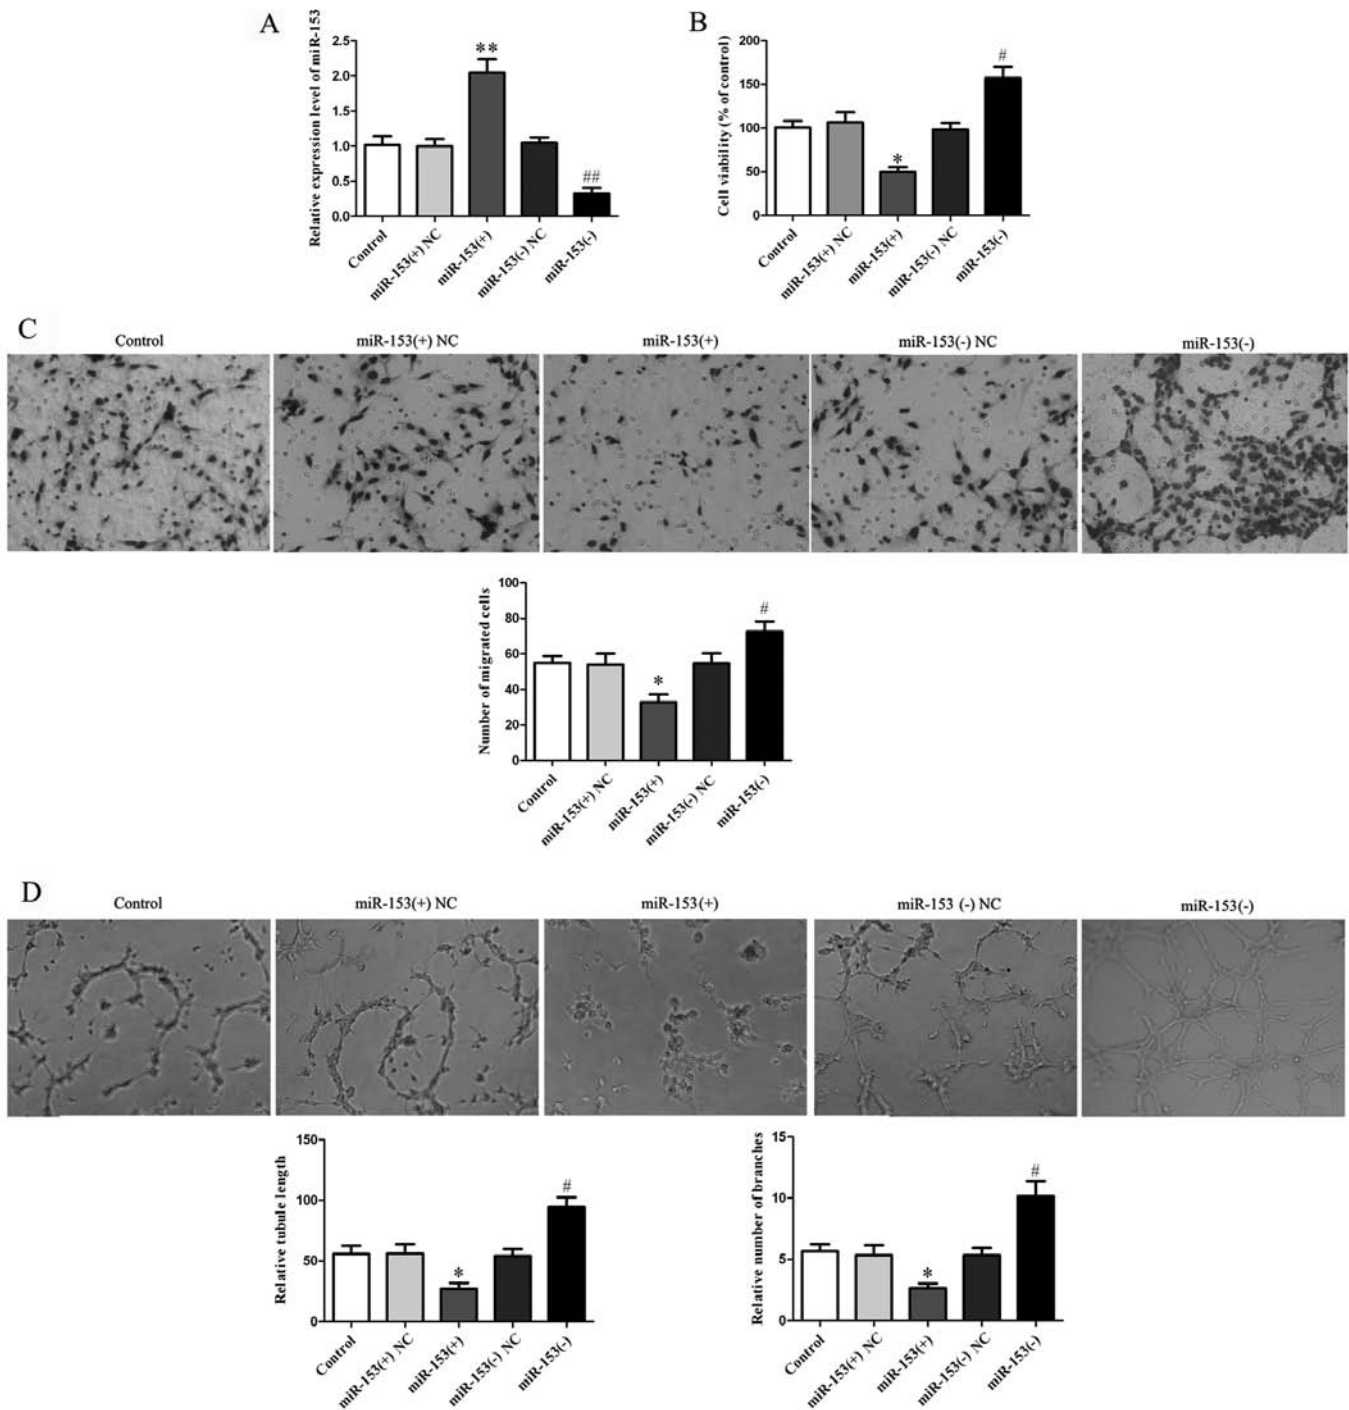 A
Relative expression level of miR-153
2.5
2.0
1.5
1.0
0.5
0.0
**
##
Control
miR-153(+) NC
miR-153(+)
miR-153(-) NC
miR-153(-)
B
Cell viability (% of control)
200
150
100
50
0
*
#
Control
miR-153(+) NC
miR-153(+)
miR-153(-) NC
miR-153(-)
C
Control
miR-153(+) NC
miR-153(+)
miR-153(-) NC
miR-153(-)
Number of migrated cells
100
80
60
40
20
0
*
#
Control
miR-153(+) NC
miR-153(+)
miR-153(-) NC
miR-153(-)
D
Control
miR-153(+) NC
miR-153(+)
miR-153 (-) NC
miR-153(-)
Relative tubule length
150
100
50
0
*
#
Control
miR-153(+) NC
miR-153(+)
miR-153(-) NC
miR-153(-)
Relative number of branches
15
10
5
0
*
#
Control
miR-153(+) NC
miR-153(+)
miR-153(-) NC
miR-153(-)